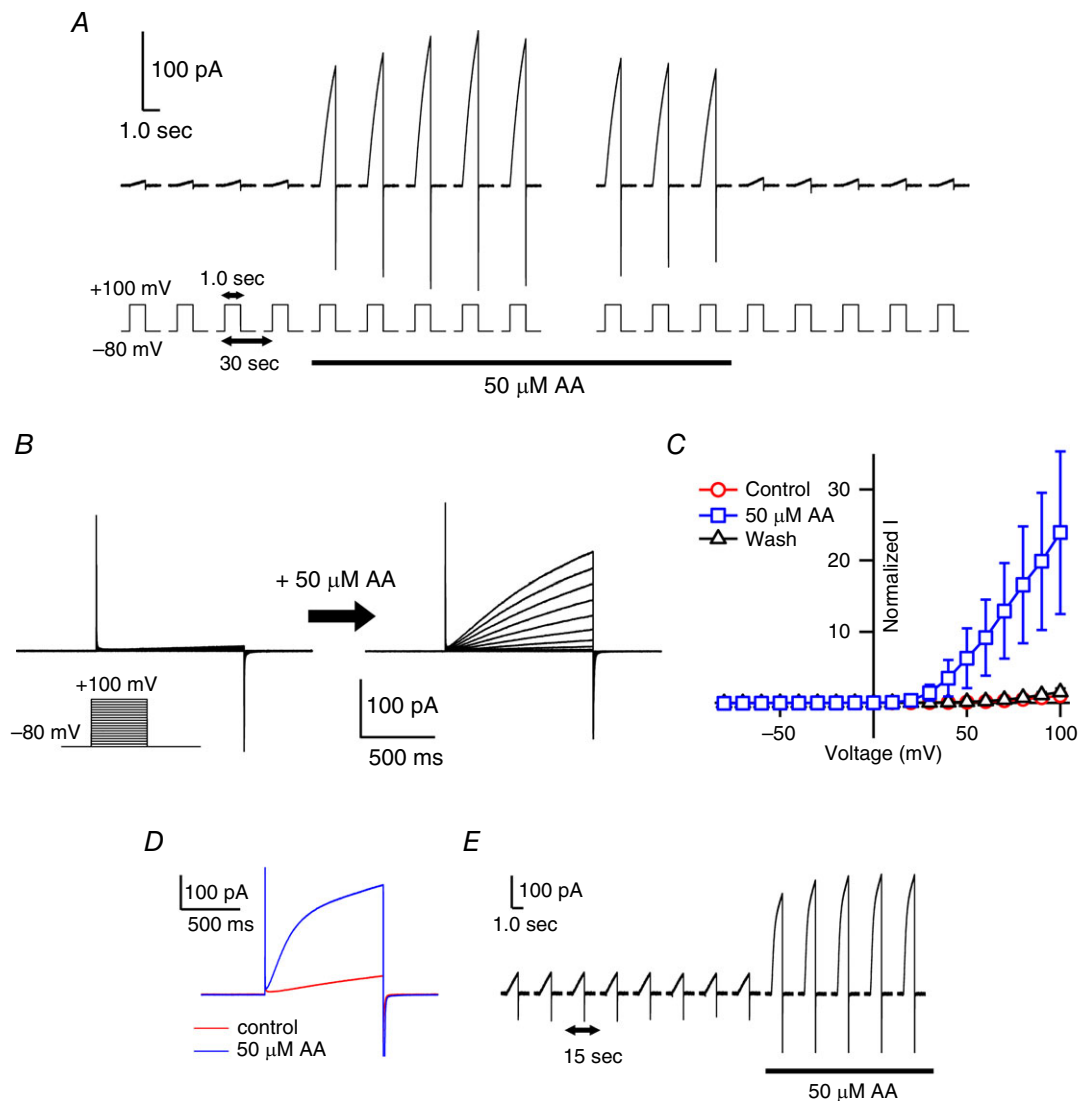 A
100 pA
1.0 sec
1.0 sec
+100 mV
–80 mV
30 sec
50 μM AA
B
+ 50 μM AA
+100 mV
–80 mV
100 pA
500 ms
C
Control
50 μM AA
Wash
Normalized I
30
20
10
–50
50
100
Voltage (mV)
D
100 pA
500 ms
control
50 μM AA
E
100 pA
1.0 sec
15 sec
50 μM AA